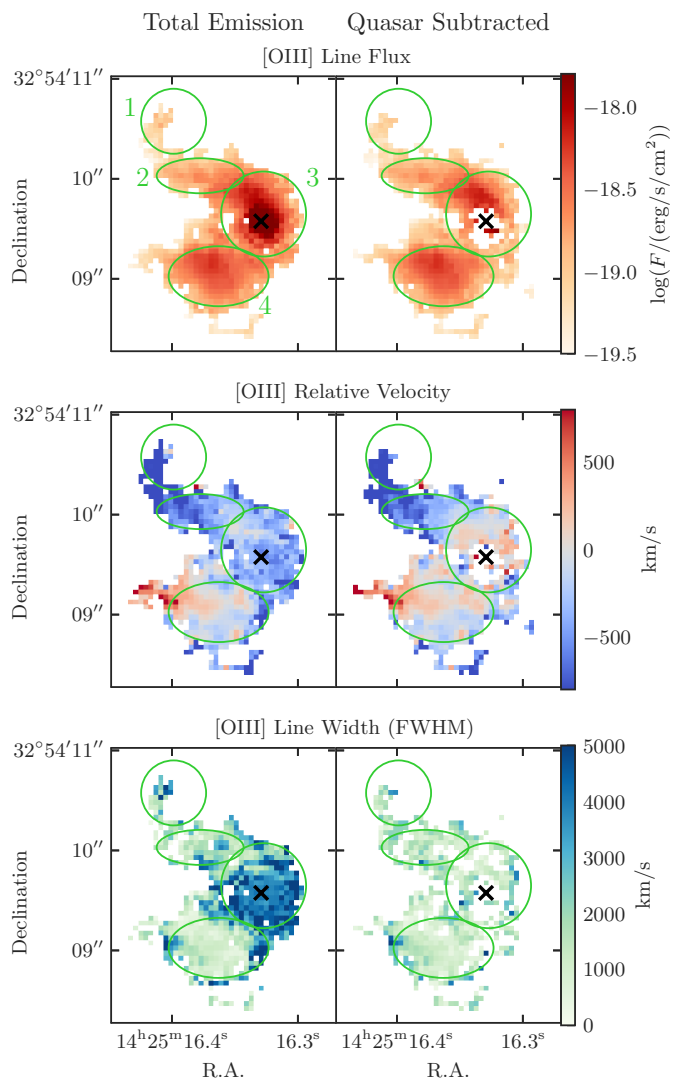 Total Emission Quasar Subtracted
[OIII] Line Flux
32°54′11″
10″
09″
Declination
1
2
3
4
−18.0
−18.5
−19.0
−19.5
log(F/(erg/s/cm²))
[OIII] Relative Velocity
32°54′11″
10″
09″
Declination
500
0
−500
km/s
[OIII] Line Width (FWHM)
32°54′11″
10″
09″
Declination
5000
4000
3000
2000
1000
0
km/s
14ʰ25ᵐ16.4ˢ 16.3ˢ 14ʰ25ᵐ16.4ˢ 16.3ˢ
R.A. R.A.